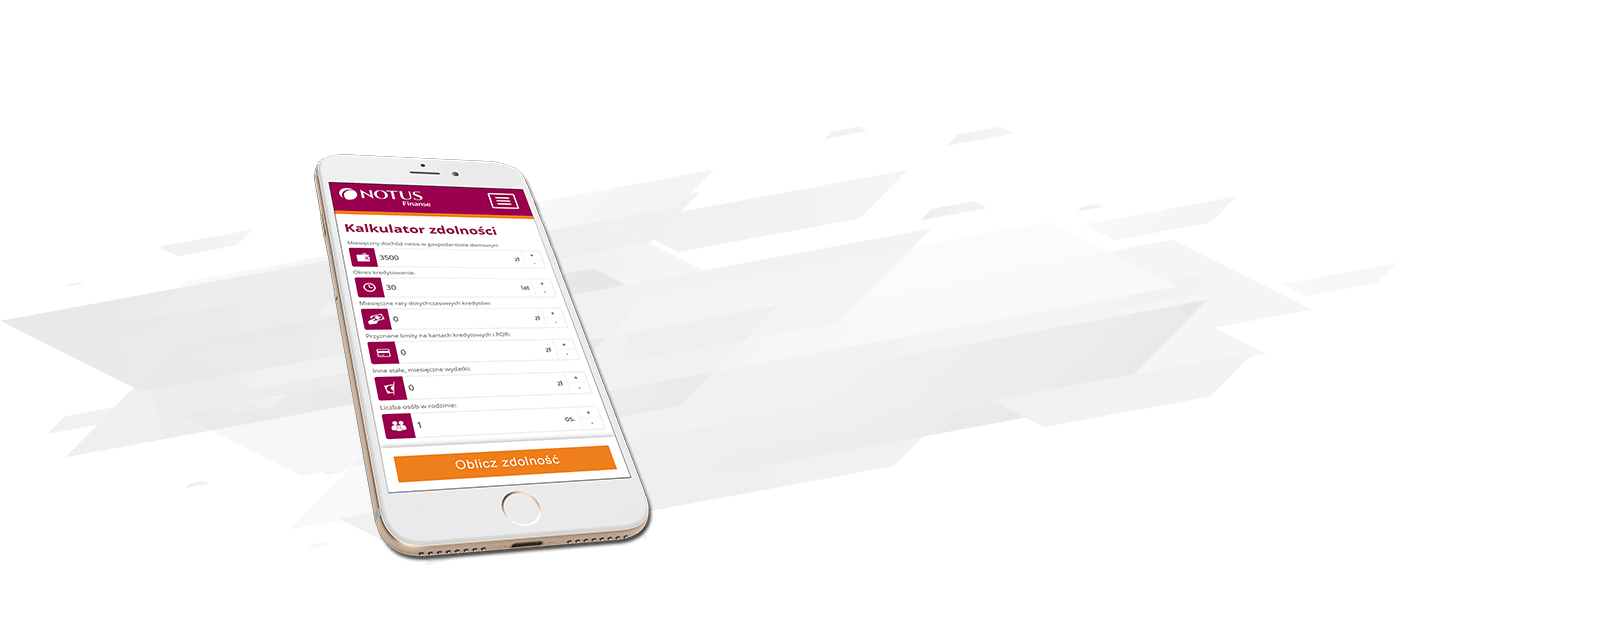 NOTUS
Finanse
Kalkulator zdolności
Miesięczny dochód netto w gospodarstwie domowym
3500 zł + -
Okres kredytowania:
30 lat + -
Miesięczne raty dotychczasowych kredytów:
0 zł + -
Przyznane limity na kartach kredytowych i ROR:
0 zł + -
Inne stałe, miesięczne wydatki:
0 zł + -
Liczba osób w rodzinie:
1 os. + -
Oblicz zdolność